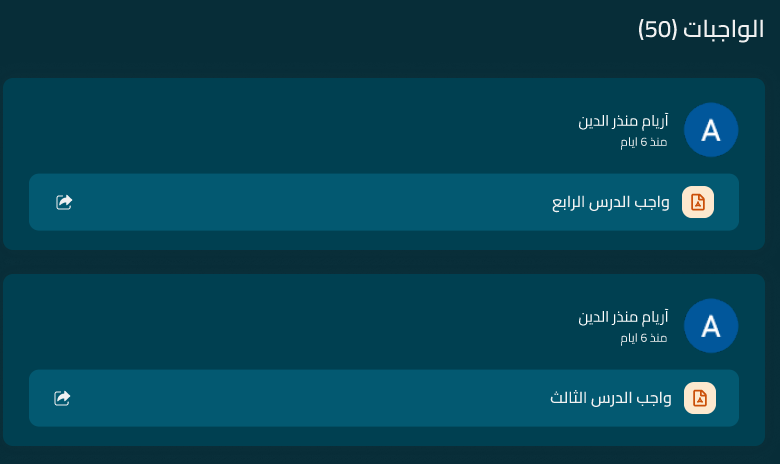 الواجبات (50)
آريام منذر الدين
منذ 6 ايام
A
واجب الدرس الرابع
آريام منذر الدين
منذ 6 ايام
A
واجب الدرس الثالث